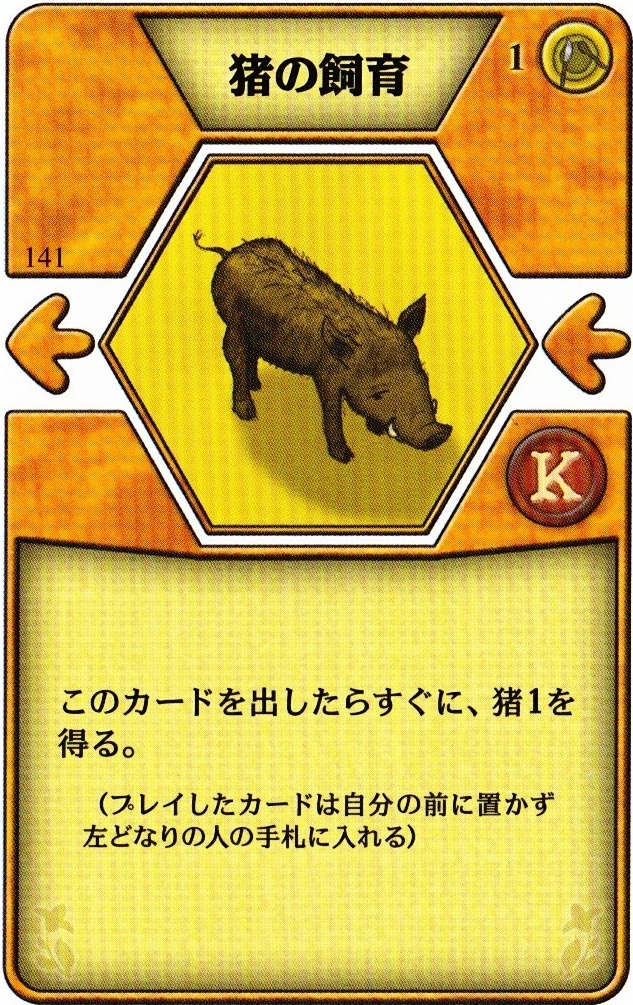 猪の飼育
1
141
K
このカードを出したらすぐに、猪1を
得る。
（プレイしたカードは自分の前に置かず
左どなりの人の手札に入れる）